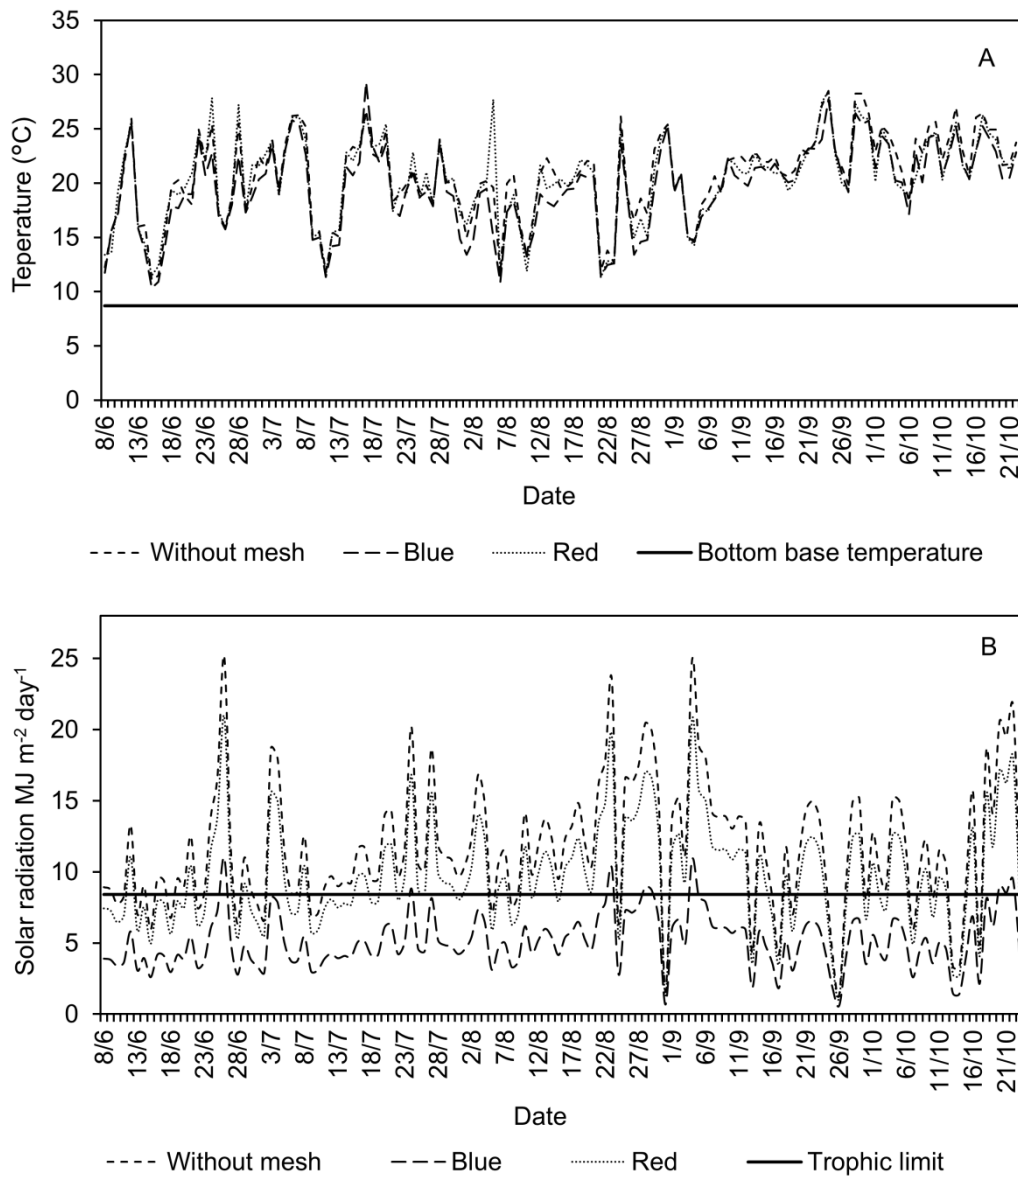 35
A
30
Teperature (°C)
25
20
15
10
5
0
8/6 13/6 18/6 23/6 28/6 3/7 8/7 13/7 18/7 23/7 28/7 2/8 7/8 12/8 17/8 22/8 27/8 1/9 6/9 11/9 16/9 21/9 26/9 1/10 6/10 11/10 16/10 21/10
Date
Without mesh Blue Red Bottom base temperature
B
25
Solar radiation MJ m⁻² day⁻¹
20
15
10
5
0
8/6 13/6 18/6 23/6 28/6 3/7 8/7 13/7 18/7 23/7 28/7 2/8 7/8 12/8 17/8 22/8 27/8 1/9 6/9 11/9 16/9 21/9 26/9 1/10 6/10 11/10 16/10 21/10
Date
Without mesh Blue Red Trophic limit